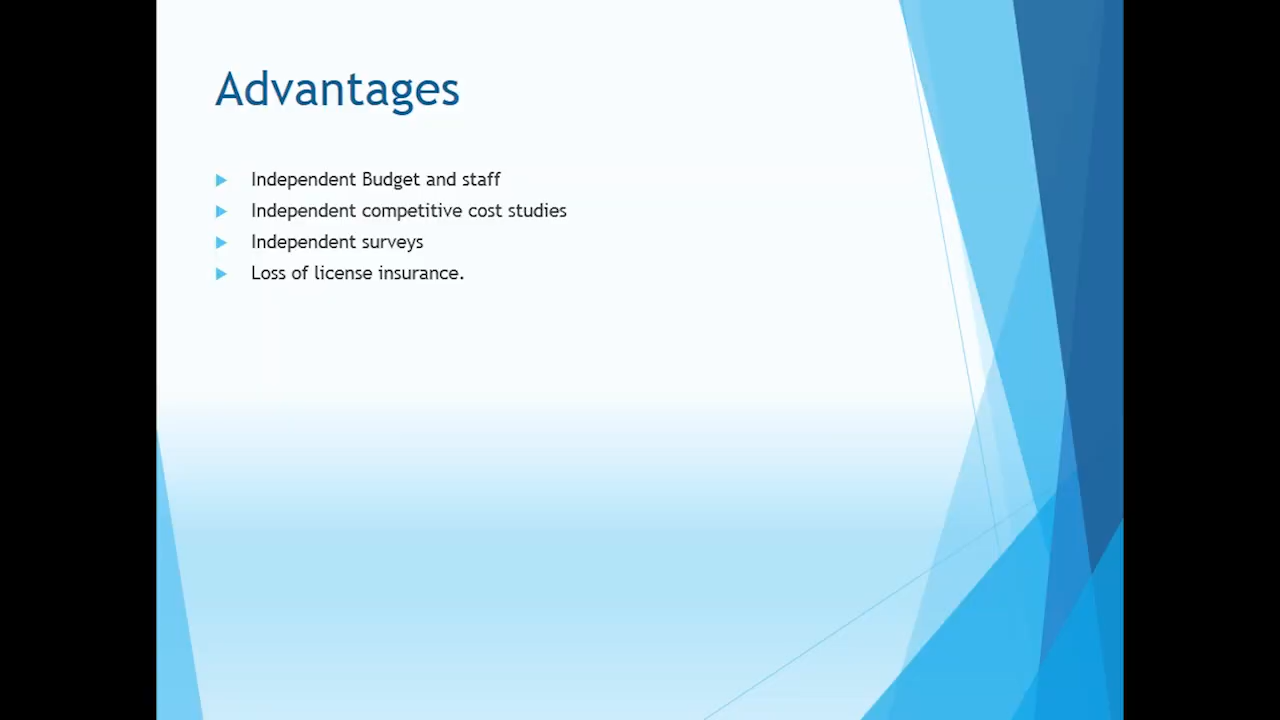 Advantages
Independent Budget and staff
Independent competitive cost studies
Independent surveys
Loss of license insurance.